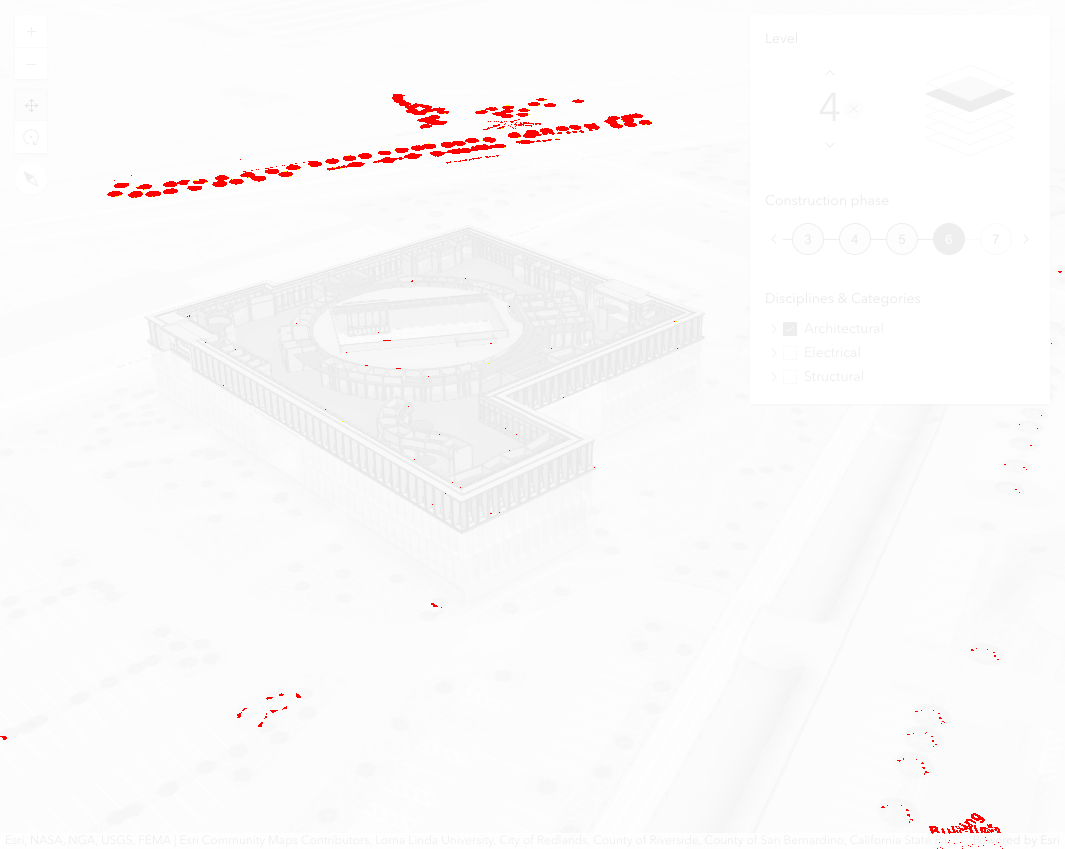 +
−
Level
4
Construction phase
3 4 5 6 7
Disciplines & Categories
Architectural
Electrical
Structural
Esri, NASA, NGA, USGS, FEMA | Esri Community Maps Contributors, Loma Linda University, City of Redlands, County of Riverside, County of San Bernardino, California State
ed by Esri